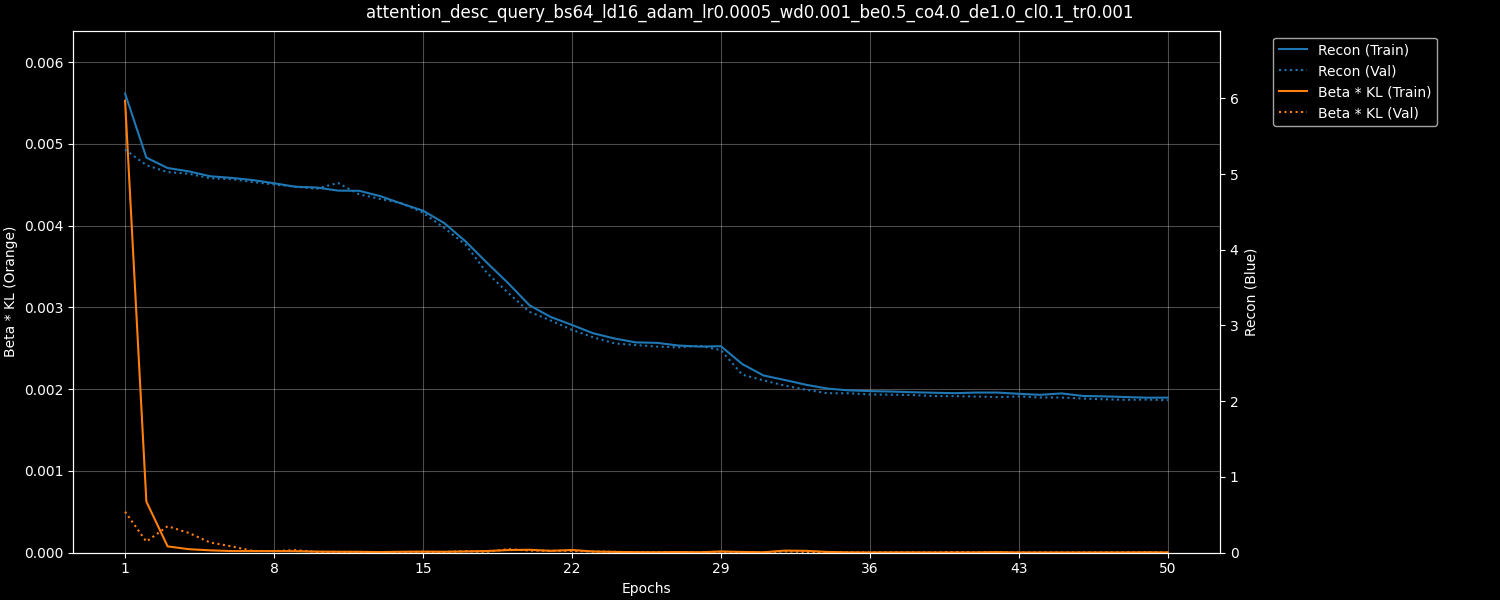 attention_desc_query_bs64_ld16_adam_lr0.0005_wd0.001_be0.5_co4.0_de1.0_cl0.1_tr0.001
Recon (Train)
Recon (Val)
Beta * KL (Train)
Beta * KL (Val)
Beta * KL (Orange)
0.006
0.005
0.004
0.003
0.002
0.001
0.000
6
5
4
3
2
1
0
Recon (Blue)
1 8 15 22 29 36 43 50
Epochs